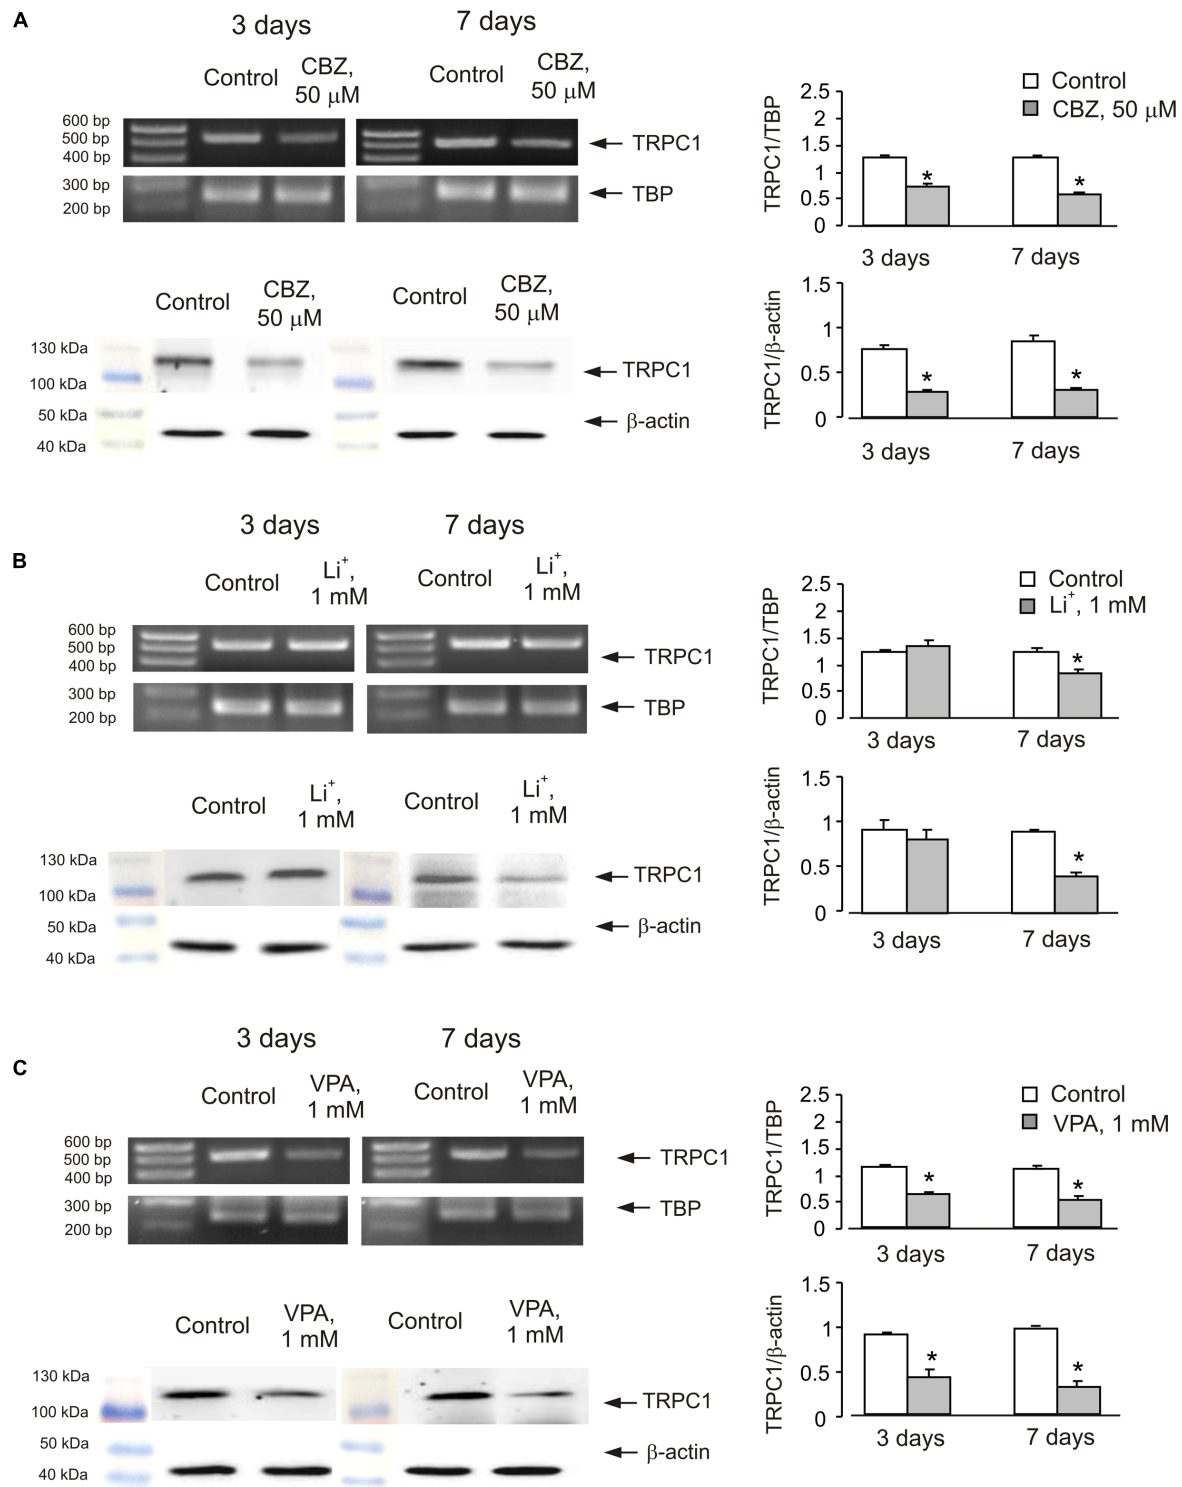 A
3 days
7 days
Control
CBZ,
50 μM
Control
CBZ,
50 μM
600 bp
500 bp
400 bp
TRPC1
300 bp
200 bp
TBP
Control
CBZ,
50 μM
Control
CBZ,
50 μM
130 kDa
100 kDa
TRPC1
50 kDa
40 kDa
β-actin
Control
CBZ, 50 μM
TRPC1/TBP
2.5
2
1.5
1
0.5
0
*
*
3 days
7 days
TRPC1/β-actin
1.5
1
0.5
0
*
*
3 days
7 days
B
3 days
7 days
Control
Li⁺,
1 mM
Control
Li⁺,
1 mM
600 bp
500 bp
400 bp
TRPC1
300 bp
200 bp
TBP
Control
Li⁺,
1 mM
Control
Li⁺,
1 mM
130 kDa
100 kDa
TRPC1
50 kDa
40 kDa
β-actin
Control
Li⁺, 1 mM
TRPC1/TBP
2.5
2
1.5
1
0.5
0
*
3 days
7 days
TRPC1/β-actin
1.5
1
0.5
0
*
3 days
7 days
C
3 days
7 days
Control
VPA,
1 mM
Control
VPA,
1 mM
600 bp
500 bp
400 bp
TRPC1
300 bp
200 bp
TBP
Control
VPA,
1 mM
Control
VPA,
1 mM
130 kDa
100 kDa
TRPC1
50 kDa
40 kDa
β-actin
Control
VPA, 1 mM
TRPC1/TBP
2.5
2
1.5
1
0.5
0
*
*
3 days
7 days
TRPC1/β-actin
1.5
1
0.5
0
*
*
3 days
7 days